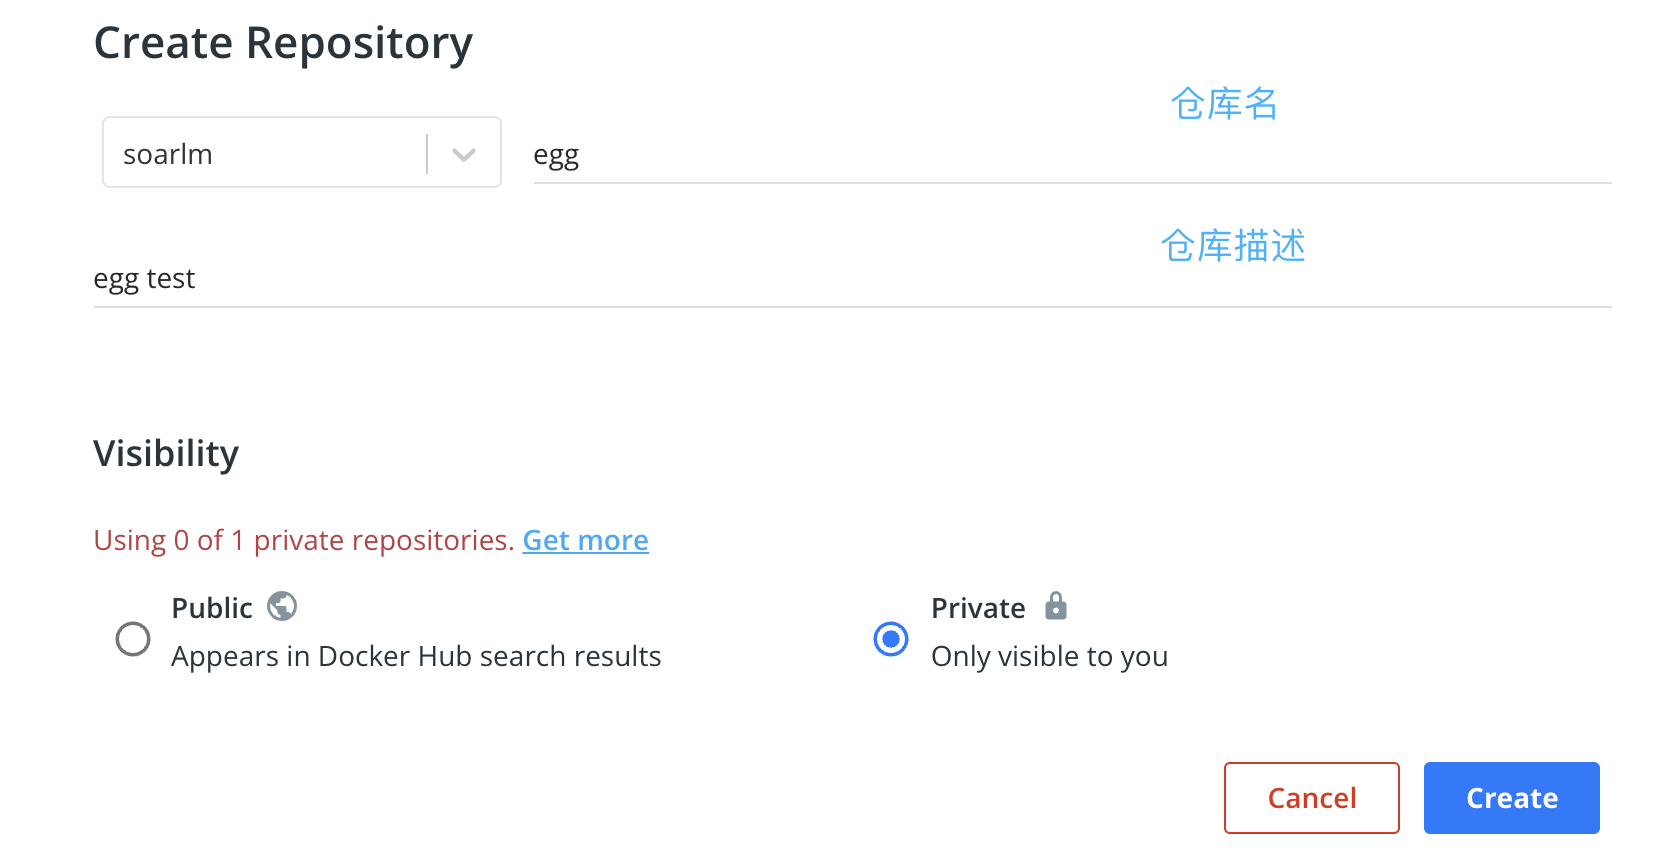 Create Repository
仓库名
soarlm
egg
仓库描述
egg test
Visibility
Using 0 of 1 private repositories. Get more
Public
Appears in Docker Hub search results
Private
Only visible to you
Cancel
Create